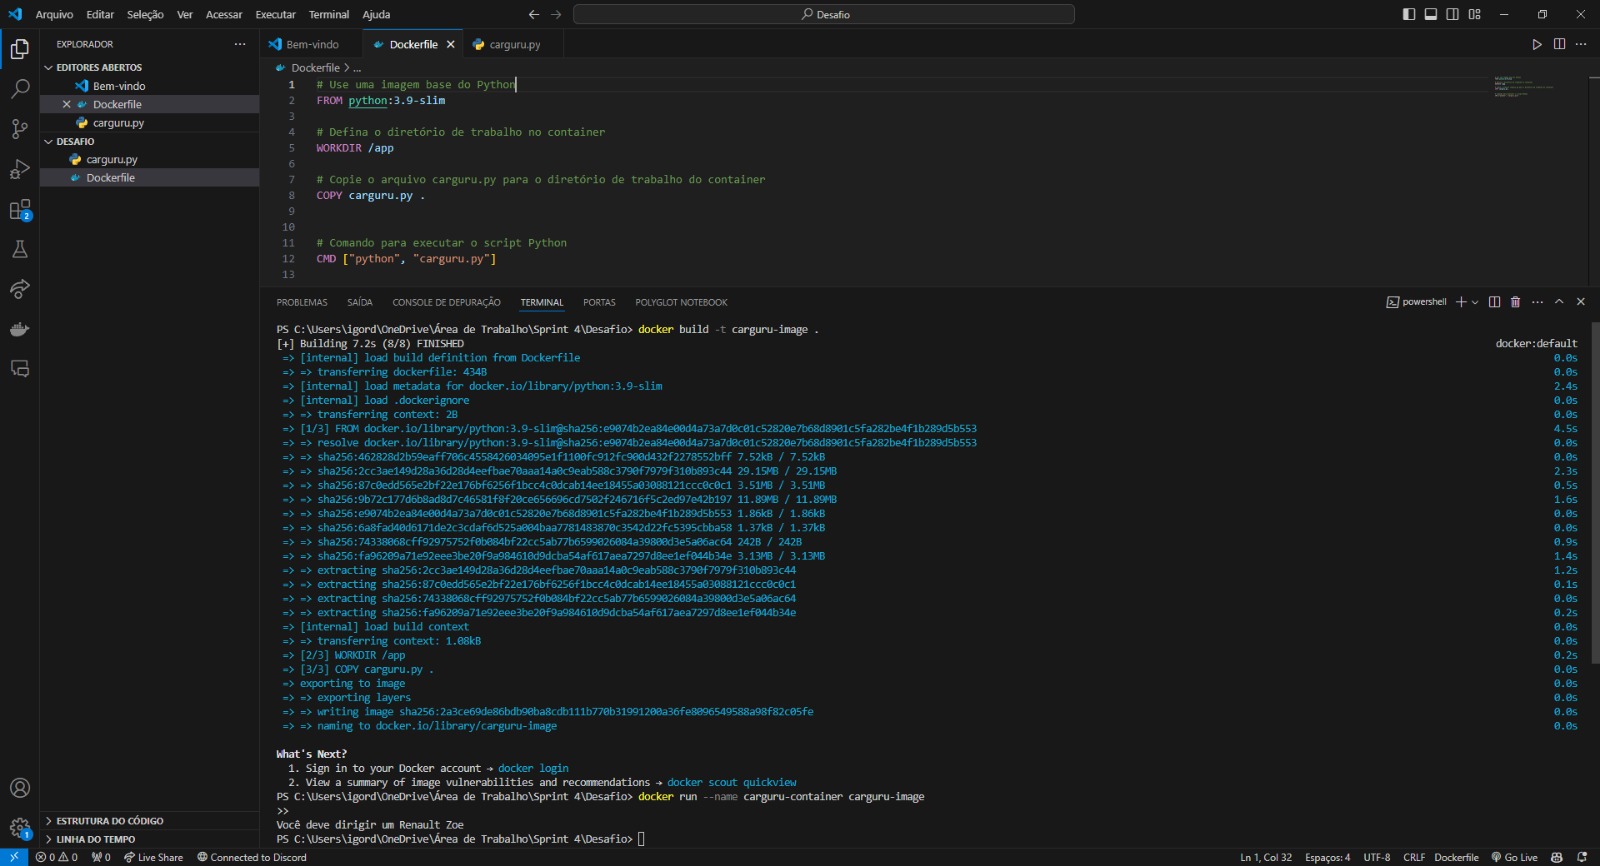 Arquivo Editar Seleção Ver Acessar Executar Terminal Ajuda
Desafio
EXPLORADOR
EDITORES ABERTOS
Bem-vindo
Dockerfile
carguru.py
DESAFIO
carguru.py
Dockerfile
ESTRUTURA DO CÓDIGO
LINHA DO TEMPO
2
1
Bem-vindo Dockerfile carguru.py
Dockerfile > ...
1 # Use uma imagem base do Python
2 FROM python:3.9-slim
3
4 # Defina o diretório de trabalho no container
5 WORKDIR /app
6
7 # Copie o arquivo carguru.py para o diretório de trabalho do container
8 COPY carguru.py .
9
10
11 # Comando para executar o script Python
12 CMD ["python", "carguru.py"]
13
PROBLEMAS SAÍDA CONSOLE DE DEPURAÇÃO TERMINAL PORTAS POLYGLOT NOTEBOOK
powershell
PS C:\Users\igord\OneDrive\Área de Trabalho\Sprint 4\Desafio> docker build -t carguru-image .
[+] Building 7.2s (8/8) FINISHED docker:default
=> [internal] load build definition from Dockerfile 0.0s
=> => transferring dockerfile: 434B 0.0s
=> [internal] load metadata for docker.io/library/python:3.9-slim 2.4s
=> [internal] load .dockerignore 0.0s
=> => transferring context: 2B 0.0s
=> [1/3] FROM docker.io/library/python:3.9-slim@sha256:e9074b2ea84e00d4a73a7d0c01c52820e7b68d8901c5fa282be4f1b289d5b553 4.5s
=> => resolve docker.io/library/python:3.9-slim@sha256:e9074b2ea84e00d4a73a7d0c01c52820e7b68d8901c5fa282be4f1b289d5b553 0.0s
=> => sha256:462828d2b59eaff706c4558426034095e1f1100fc912fc900d432f2278552bff 7.52kB / 7.52kB 0.0s
=> => sha256:2cc3ae149d28a36d28d4eefbae70aaa14a0c9eab588c3790f7979f310b893c44 29.15MB / 29.15MB 2.3s
=> => sha256:87c0edd565e2bf22e176bf6256f1bcc4c0dcab14ee18455a03088121ccc0c0c1 3.51MB / 3.51MB 0.5s
=> => sha256:9b72c177d6b8ad8d7c46581f8f20ce656696cd7502f246716f5c2ed97e42b197 11.89MB / 11.89MB 1.6s
=> => sha256:e9074b2ea84e00d4a73a7d0c01c52820e7b68d8901c5fa282be4f1b289d5b553 1.86kB / 1.86kB 0.0s
=> => sha256:6a8fad40d6171de2c3cdaf6d525a004baa7781483870c3542d22fc5395cbba58 1.37kB / 1.37kB 0.0s
=> => sha256:74338068cff92975752f0b084bf22cc5ab77b6599026084a39800d3e5a06ac64 242B / 242B 0.9s
=> => sha256:fa96209a71e92eee3be20f9a984610d9dcba54af617aea7297d8ee1ef044b34e 3.13MB / 3.13MB 1.4s
=> => extracting sha256:2cc3ae149d28a36d28d4eefbae70aaa14a0c9eab588c3790f7979f310b893c44 1.2s
=> => extracting sha256:87c0edd565e2bf22e176bf6256f1bcc4c0dcab14ee18455a03088121ccc0c0c1 0.1s
=> => extracting sha256:74338068cff92975752f0b084bf22cc5ab77b6599026084a39800d3e5a06ac64 0.0s
=> => extracting sha256:fa96209a71e92eee3be20f9a984610d9dcba54af617aea7297d8ee1ef044b34e 0.2s
=> [internal] load build context 0.0s
=> => transferring context: 1.08kB 0.0s
=> [2/3] WORKDIR /app 0.2s
=> [3/3] COPY carguru.py . 0.0s
=> exporting to image 0.0s
=> => exporting layers 0.0s
=> => writing image sha256:2a3ce69de86bdb90ba8cdb111b770b31991200a36fe8096549588a98f82c05fe 0.0s
=> => naming to docker.io/library/carguru-image 0.0s
What's Next?
1. Sign in to your Docker account → docker login
2. View a summary of image vulnerabilities and recommendations → docker scout quickview
PS C:\Users\igord\OneDrive\Área de Trabalho\Sprint 4\Desafio> docker run --name carguru-container carguru-image
>>
Você deve dirigir um Renault Zoe
PS C:\Users\igord\OneDrive\Área de Trabalho\Sprint 4\Desafio>
0 0 0 Live Share Connected to Discord Ln 1, Col 32 Espaços: 4 UTF-8 CRLF Dockerfile Go Live